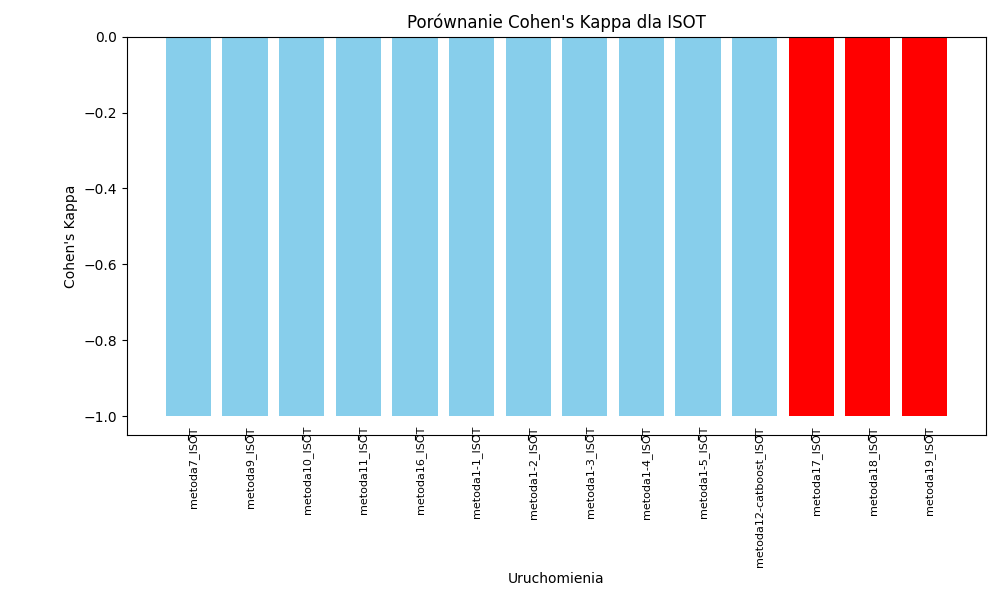 Porównanie Cohen's Kappa dla ISOT
0.0
−0.2
−0.4
−0.6
−0.8
−1.0
Cohen's Kappa
metoda7_ISOT
metoda9_ISOT
metoda10_ISOT
metoda11_ISOT
metoda16_ISOT
metoda1-1_ISOT
metoda1-2_ISOT
metoda1-3_ISOT
metoda1-4_ISOT
metoda1-5_ISOT
metoda12-catboost_ISOT
metoda17_ISOT
metoda18_ISOT
metoda19_ISOT
Uruchomienia